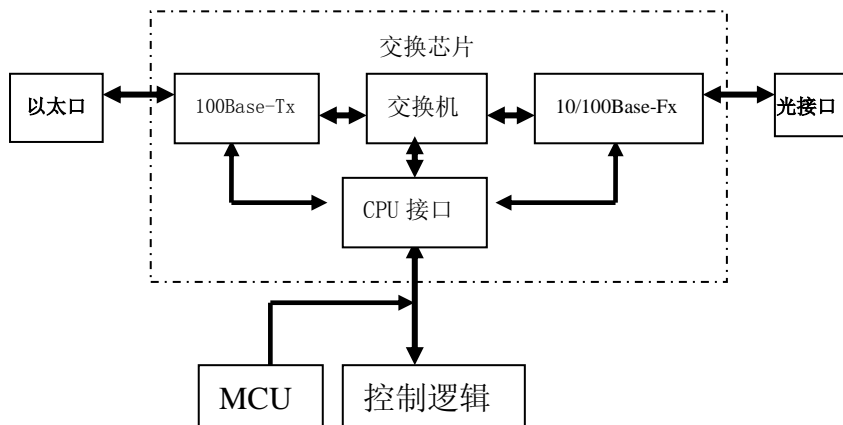 交换芯片
以太口
100Base-Tx
交换机
10/100Base-Fx
光接口
CPU 接口
MCU
控制逻辑